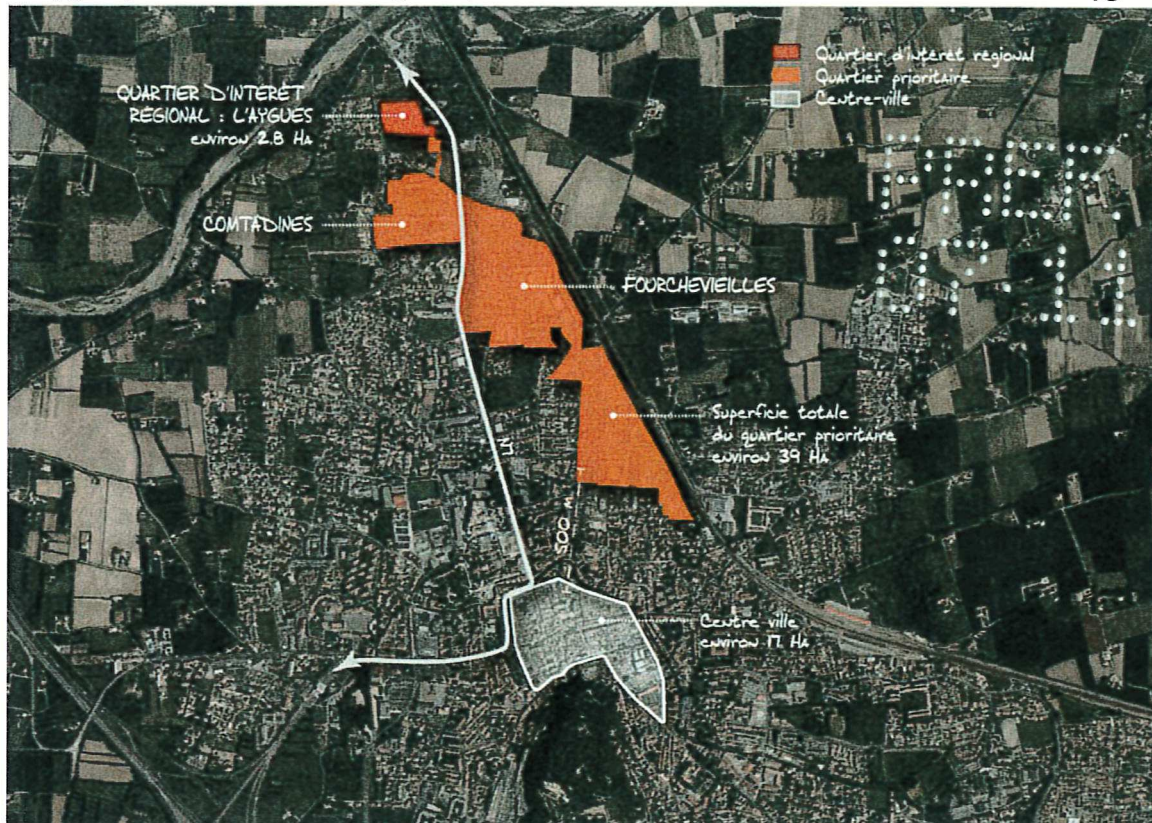 Quartier d'interet regional
Quartier prioritaire
Centre-ville
QUARTIER D'INTERET
REGIONAL : L'AYGUES
environ 2.8 Ha
COMTADINES
FOURCHEVIEILLES
Superficie totale
du quartier prioritaire
environ 39 Ha
N7
500 m
Centre ville
environ 17 Ha